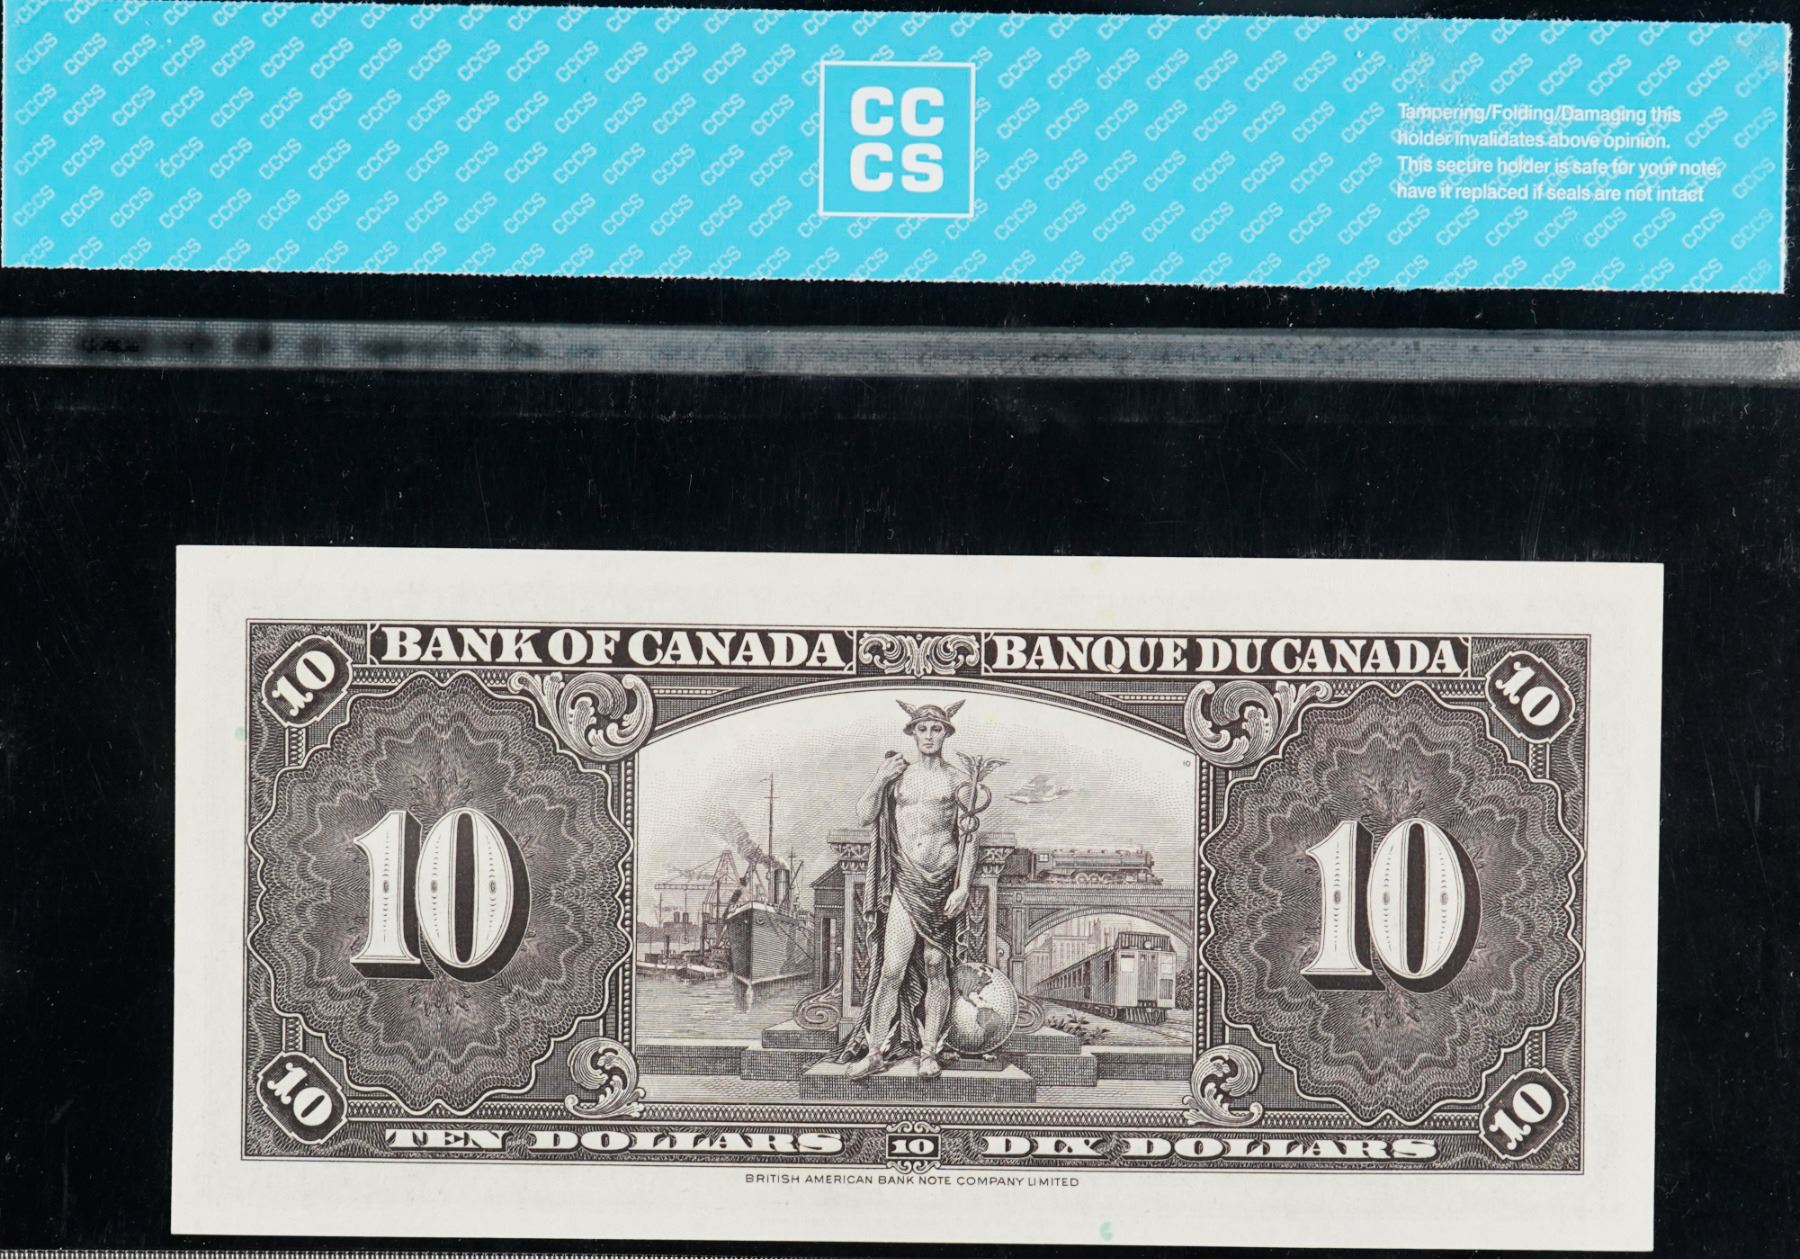 CC
CS
Tampering/Folding/Damaging this
holder invalidates above opinion.
This secure holder is safe for your note,
have it replaced if seals are not intact
10 BANK OF CANADA BANQUE DU CANADA 10
10
10 10
10 TEN DOLLARS 10 DIX DOLLARS 10
BRITISH AMERICAN BANK NOTE COMPANY LIMITED